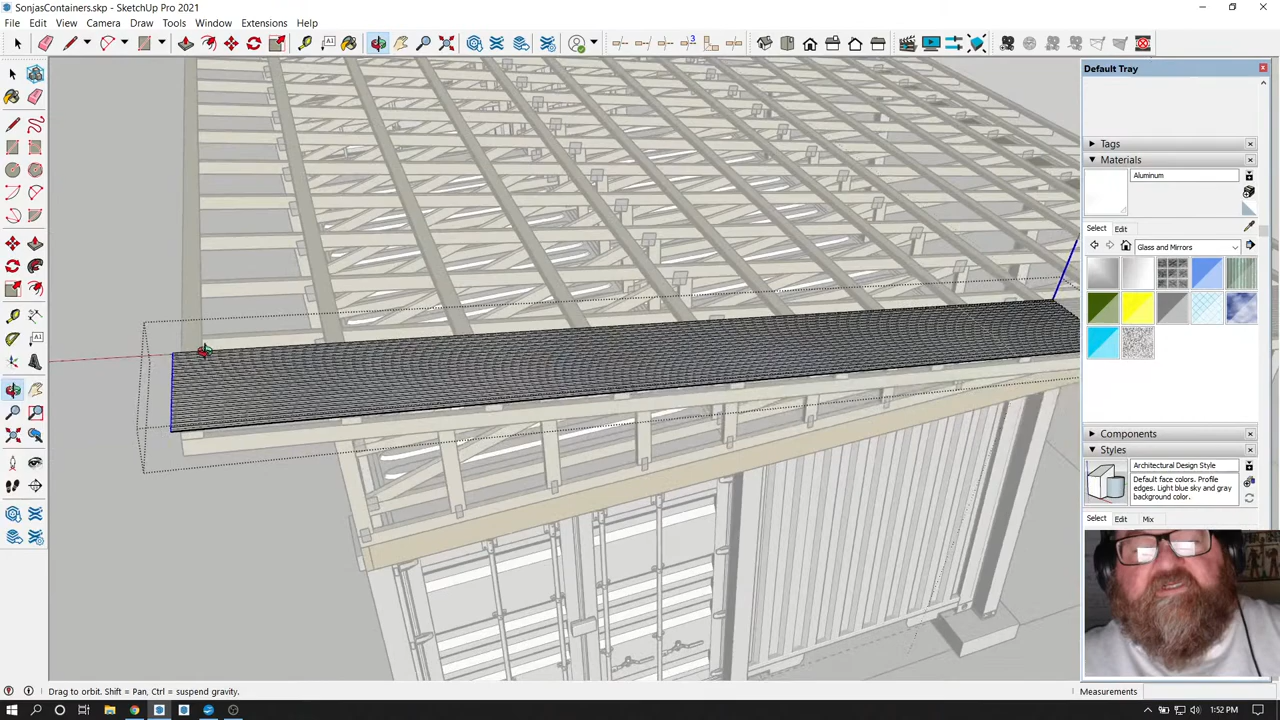 SonjasContainers.skp - SketchUp Pro 2021
File Edit View Camera Draw Tools Window Extensions Help
Default Tray
Tags
Materials
Aluminum
Select Edit
Glass and Mirrors
Components
Styles
Architectural Design Style
Default face colors. Profile
edges. Light blue sky and gray
background color.
Select Edit Mix
Drag to orbit. Shift = Pan, Ctrl = suspend gravity.
Measurements
1:52 PM